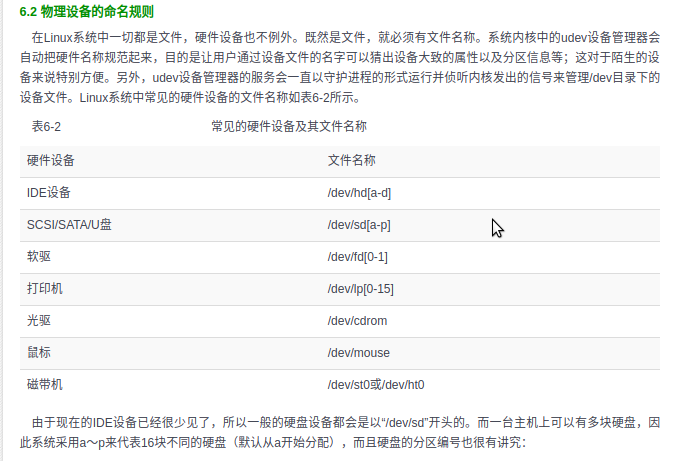 6.2 物理设备的命名规则
在Linux系统中一切都是文件，硬件设备也不例外。既然是文件，就必须有文件名称。系统内核中的udev设备管理器会
自动把硬件名称规范起来，目的是让用户通过设备文件的名字可以猜出设备大致的属性以及分区信息等；这对于陌生的设
备来说特别方便。另外，udev设备管理器的服务会一直以守护进程的形式运行并侦听内核发出的信号来管理/dev目录下的
设备文件。Linux系统中常见的硬件设备的文件名称如表6-2所示。
表6-2 常见的硬件设备及其文件名称
硬件设备 文件名称
IDE设备 /dev/hd[a-d]
SCSI/SATA/U盘 /dev/sd[a-p]
软驱 /dev/fd[0-1]
打印机 /dev/lp[0-15]
光驱 /dev/cdrom
鼠标 /dev/mouse
磁带机 /dev/st0或/dev/ht0
由于现在的IDE设备已经很少见了，所以一般的硬盘设备都会是以“/dev/sd”开头的。而一台主机上可以有多块硬盘，因
此系统采用a～p来代表16块不同的硬盘（默认从a开始分配），而且硬盘的分区编号也很有讲究：